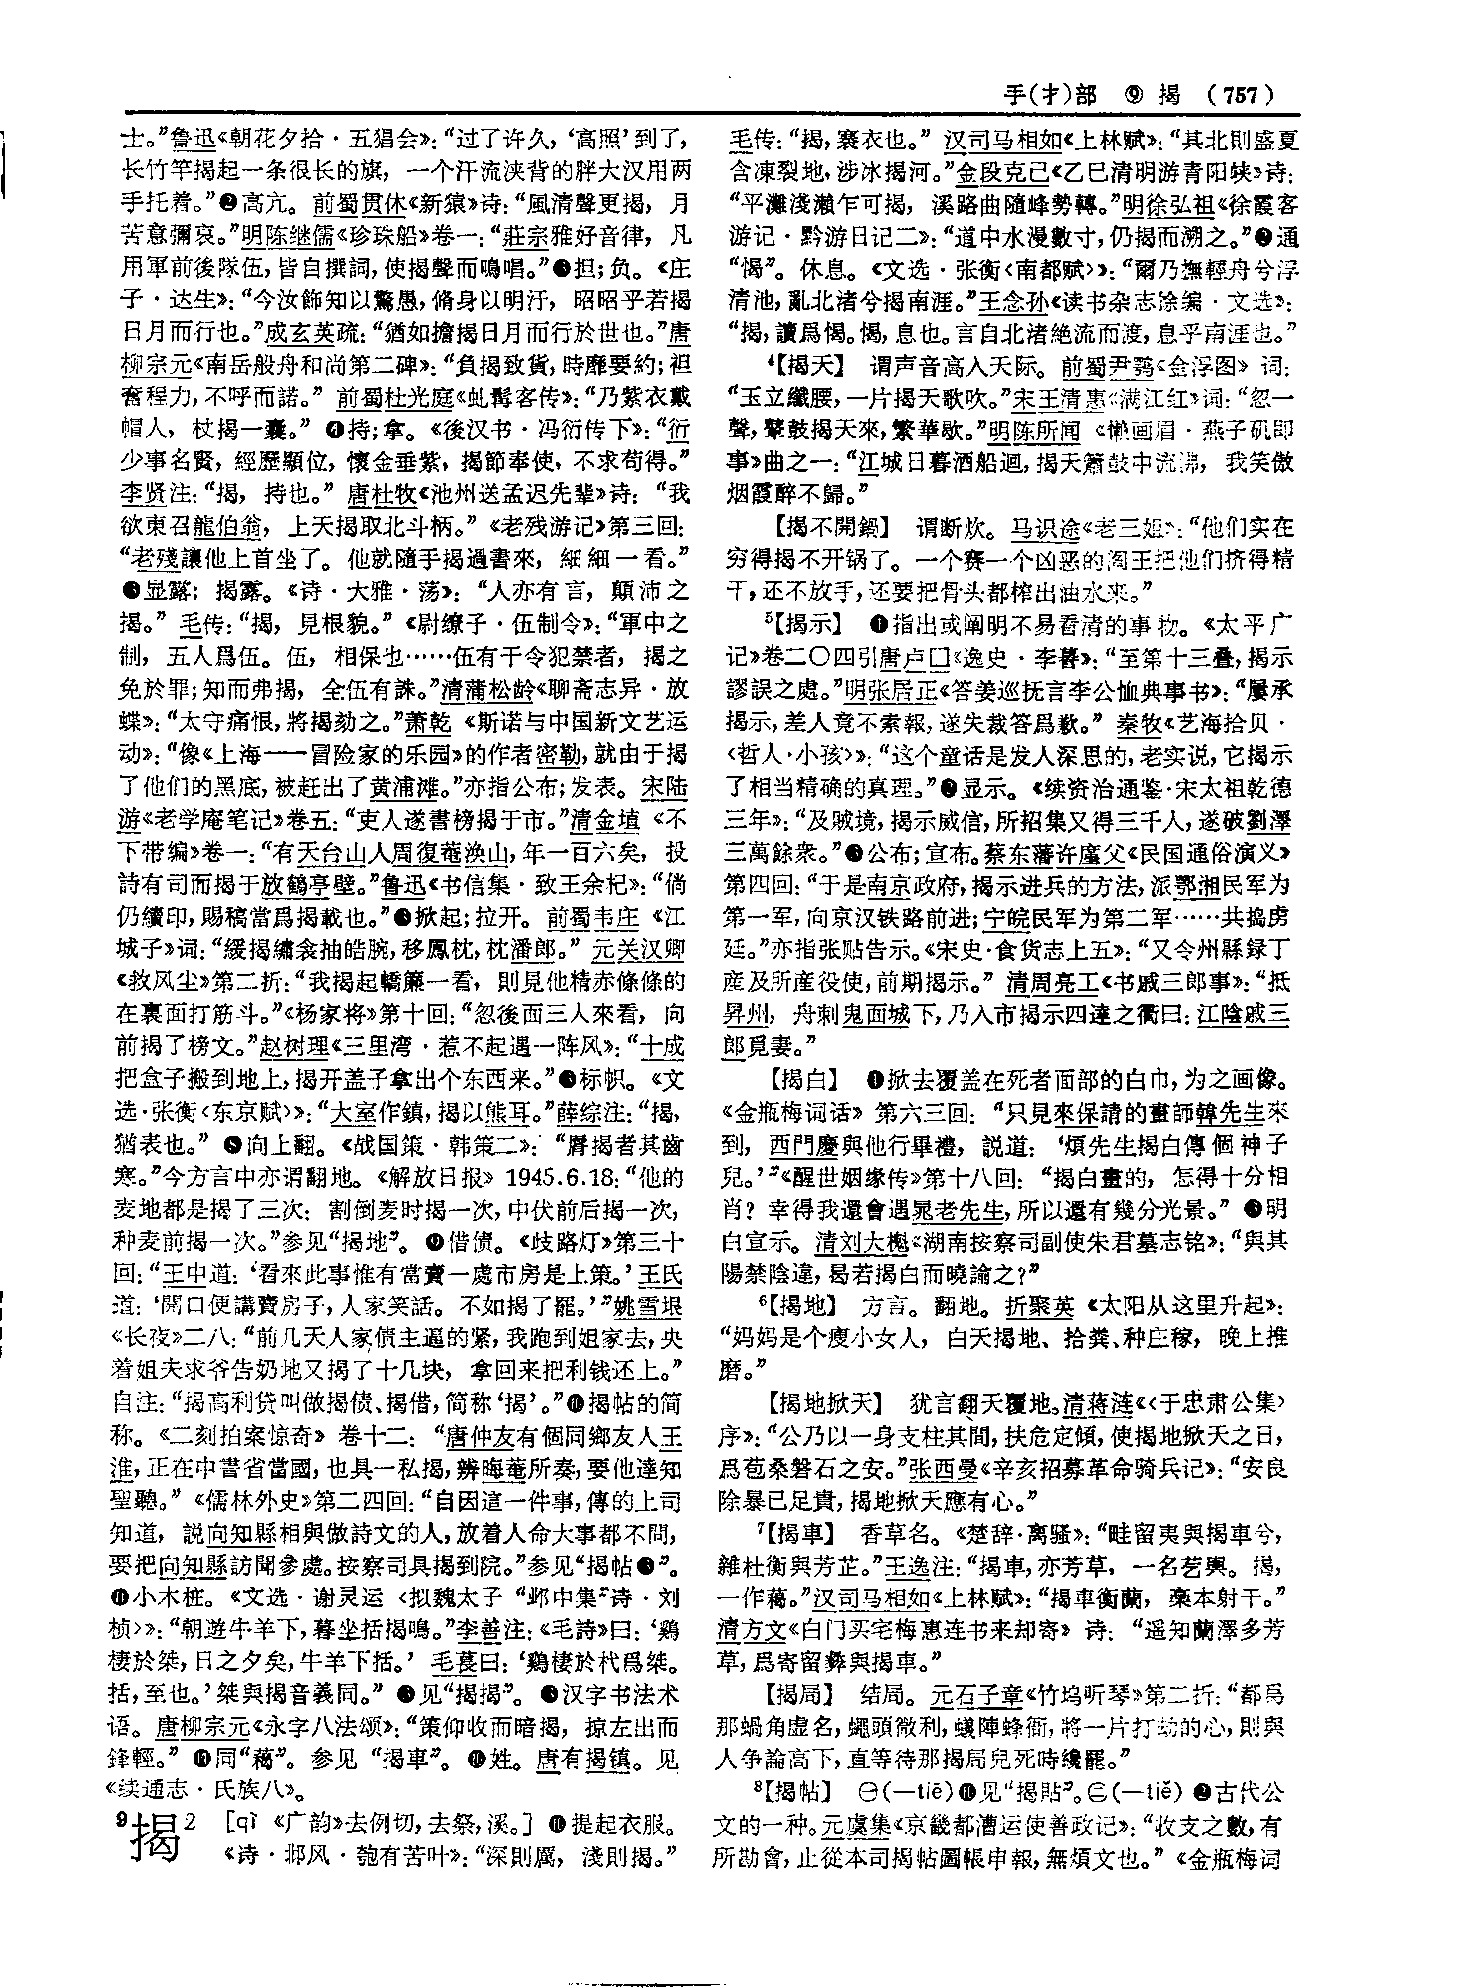 手(扌)部　⑨　揭　(757)
士。”鲁迅《朝花夕拾·五猖会》：“过了许久，‘高照’到了，
长竹竿揭起一条很长的旗，一个汗流浃背的胖大汉用两
手托着。”❷高亢。前蜀贯休《新猿》诗：“風清聲更揭，月
苦意彌哀。”明陈继儒《珍珠船》卷一：“莊宗雅好音律，凡
用軍前後隊伍，皆自撰詞，使揭聲而鳴唱。”❸担；负。《庄
子·达生》：“今汝飾知以驚愚，脩身以明汙，昭昭乎若揭
日月而行也。”成玄英疏：“猶如擔揭日月而行於世也。”唐
柳宗元《南岳般舟和尚第二碑》：“負揭致貨，時靡要約；袒
奮程力，不呼而諾。”前蜀杜光庭《虬髯客传》：“乃紫衣戴
帽人，杖揭一囊。”❹持；拿。《後汉书·冯衍传下》：“衍
少事名賢，經歷顯位，懷金垂紫，揭節奉使，不求苟得。”
李贤注：“揭，持也。”唐杜牧《池州送孟迟先辈》诗：“我
欲東召龍伯翁，上天揭取北斗柄。”《老残游记》第三回：
“老殘讓他上首坐了。他就隨手揭過書來，細細一看。”
❺显露；揭露。《诗·大雅·荡》：“人亦有言，顛沛之
揭。”毛传：“揭，見根貌。”《尉缭子·伍制令》：“軍中之
制，五人爲伍。伍，相保也……伍有干令犯禁者，揭之
免於罪；知而弗揭，全伍有誅。”清蒲松龄《聊斋志异·放
蝶》：“太守痛恨，將揭劾之。”萧乾《斯诺与中国新文艺运
动》：“像《上海——冒险家的乐园》的作者密勒，就由于揭
了他们的黑底，被赶出了黄浦滩。”亦指公布；发表。宋陆
游《老学庵笔记》卷五：“吏人遂書榜揭于市。”清金埴《不
下带编》卷一：“有天台山人周復菴渙山，年一百六矣，投
詩有司而揭于放鶴亭壁。”鲁迅《书信集·致王余杞》：“倘
仍續印，賜稿當爲揭載也。”❻掀起；拉开。前蜀韦庄《江
城子》词：“緩揭繡衾抽皓腕，移鳳枕，枕潘郎。”元关汉卿
《救风尘》第二折：“我揭起轎簾一看，則見他精赤條條的
在裏面打筋斗。”《杨家将》第十回：“忽後面三人來看，向
前揭了榜文。”赵树理《三里湾·惹不起遇一阵风》：“十成
把盒子搬到地上，揭开盖子拿出个东西来。”❼标帜。《文
选·张衡〈东京赋〉》：“大室作鎮，揭以熊耳。”薛综注：“揭，
猶表也。”❽向上翻。《战国策·韩策二》：“脣揭者其齒
寒。”今方言中亦谓翻地。《解放日报》1945.6.18：“他的
麦地都是揭了三次：割倒麦时揭一次，中伏前后揭一次，
种麦前揭一次。”参见“揭地”。❾借债。《歧路灯》第三十
回：“王中道：‘看來此事惟有當賣一處市房是上策。’王氏
道：‘開口便講賣房子，人家笑話。不如揭了罷。’”姚雪垠
《长夜》二八：“前几天人家债主逼的紧，我跑到姐家去，央
着姐夫求爷告奶地又揭了十几块，拿回来把利钱还上。”
自注：“揭高利贷叫做揭债、揭借，简称‘揭’。”❿揭帖的简
称。《二刻拍案惊奇》卷十二：“唐仲友有個同鄉友人王
淮，正在中書省當國，也具一私揭，辨晦菴所奏，要他達知
聖聽。”《儒林外史》第二四回：“自因這一件事，傳的上司
知道，説向知縣相與做詩文的人，放着人命大事都不問，
要把向知縣訪聞參處。按察司具揭到院。”参见“揭帖❸”。
⓫小木桩。《文选·谢灵运〈拟魏太子“邺中集”诗·刘
桢〉》：“朝遊牛羊下，暮坐括揭鳴。”李善注：《毛詩》曰：‘鷄
棲於桀，日之夕矣，牛羊下括。’毛萇曰：‘鷄棲於杙爲桀。
括，至也。’桀與揭音義同。”⓬见“揭揭”。⓭汉字书法术
语。唐柳宗元《永字八法颂》：“策仰收而暗揭，掠左出而
鋒輕。”⓮同“藒”。参见“揭車”。⓯姓。唐有揭镇。见
《续通志·氏族八》。
⁹揭²　[qì《广韵》去例切，去祭，溪。]❶提起衣服。
《诗·邶风·匏有苦叶》：“深則厲，淺則揭。”
毛传：“揭，褰衣也。”汉司马相如《上林赋》：“其北則盛夏
含凍裂地，涉冰揭河。”金段克己《乙巳清明游青阳峡》诗：
“平灘淺瀨乍可揭，溪路曲隨峰勢轉。”明徐弘祖《徐霞客
游记·黔游日记二》：“道中水漫數寸，仍揭而溯之。”❷通
“愒”。休息。《文选·张衡〈南都赋〉》：“爾乃撫輕舟兮浮
清池，亂北渚兮揭南涯。”王念孙《读书杂志馀编·文选》：
“揭，讀爲愒。愒，息也。言自北渚絶流而渡，息乎南涯也。”
⁴【揭天】　谓声音高入天际。前蜀尹鹗《金浮图》词：
“玉立纖腰，一片揭天歌吹。”宋王清惠《满江红》词：“忽一
聲，鼙鼓揭天來，繁華歇。”明陈所闻《懒画眉·燕子矶即
事》曲之一：“江城日暮酒船迴，揭天簫鼓中流沸，我笑傲
烟霞醉不歸。”
【揭不開鍋】　谓断炊。马识途《老三姐》：“他们实在
穷得揭不开锅了。一个赛一个凶恶的阎王把他们挤得精
干，还不放手，还要把骨头都榨出油水来。”
⁵【揭示】　❶指出或阐明不易看清的事物。《太平广
记》卷二〇四引唐卢囗《逸史·李謩》：“至第十三叠，揭示
謬誤之處。”明张居正《答姜巡抚言李公恤典事书》：“屢承
揭示，差人竟不索報，遂失裁答爲歉。”秦牧《艺海拾贝·
〈哲人·小孩〉》：“这个童话是发人深思的，老实说，它揭示
了相当精确的真理。”❷显示。《续资治通鉴·宋太祖乾德
三年》：“及贼境，揭示威信，所招集又得三千人，遂破劉澤
三萬餘衆。”❸公布；宣布。蔡东藩许廑父《民国通俗演义》
第四回：“于是南京政府，揭示进兵的方法，派鄂湘民军为
第一军，向京汉铁路前进；宁皖民军为第二军……共捣虏
廷。”亦指张贴告示。《宋史·食货志上五》：“又令州縣録丁
産及所産役使，前期揭示。”清周亮工《书戚三郎事》：“抵
昇州，舟刺鬼面城下，乃入市揭示四達之衢曰：江陰戚三
郎覓妻。”
【揭白】　❶掀去覆盖在死者面部的白巾，为之画像。
《金瓶梅词话》第六三回：“只見來保請的畫師韓先生來
到，西門慶與他行畢禮，説道：‘煩先生揭白傳個神子
兒。’”《醒世姻缘传》第十八回：“揭白畫的，怎得十分相
肖？幸得我還會遇晁老先生，所以還有幾分光景。”❷明
白宣示。清刘大櫆《湖南按察司副使朱君墓志铭》：“與其
陽禁陰違，曷若揭白而曉諭之？”
⁶【揭地】　方言。翻地。折聚英《太阳从这里升起》：
“妈妈是个瘦小女人，白天揭地、拾粪、种庄稼，晚上推
磨。”
【揭地掀天】　犹言翻天覆地。清蒋涟《〈于忠肃公集〉
序》：“公乃以一身支柱其間，扶危定傾，使揭地掀天之日，
爲苞桑磐石之安。”张西曼《辛亥招募革命骑兵记》：“安良
除暴已足貴，揭地掀天應有心。”
⁷【揭車】　香草名。《楚辞·离骚》：“畦留夷與揭車兮，
雜杜衡與芳芷。”王逸注：“揭車，亦芳草，一名芞輿。揭，
一作藒。”汉司马相如《上林赋》：“揭車衡蘭，槀本射干。”
清方文《白门买宅梅惠连书来却寄》诗：“遥知蘭澤多芳
草，爲寄留彝與揭車。”
【揭局】　结局。元石子章《竹坞听琴》第二折：“都爲
那蝸角虚名，蠅頭微利，蟻陣蜂衙，將一片打劫的心，則與
人争論高下，直等待那揭局兒死時纔罷。”
⁸【揭帖】　㊀(—tiē)❶见“揭貼”。㊁(—tiě)❷古代公
文的一种。元虞集《京畿都漕运使善政记》：“收支之數，有
所勘會，止從本司揭帖圖帳申報，無煩文也。”《金瓶梅词